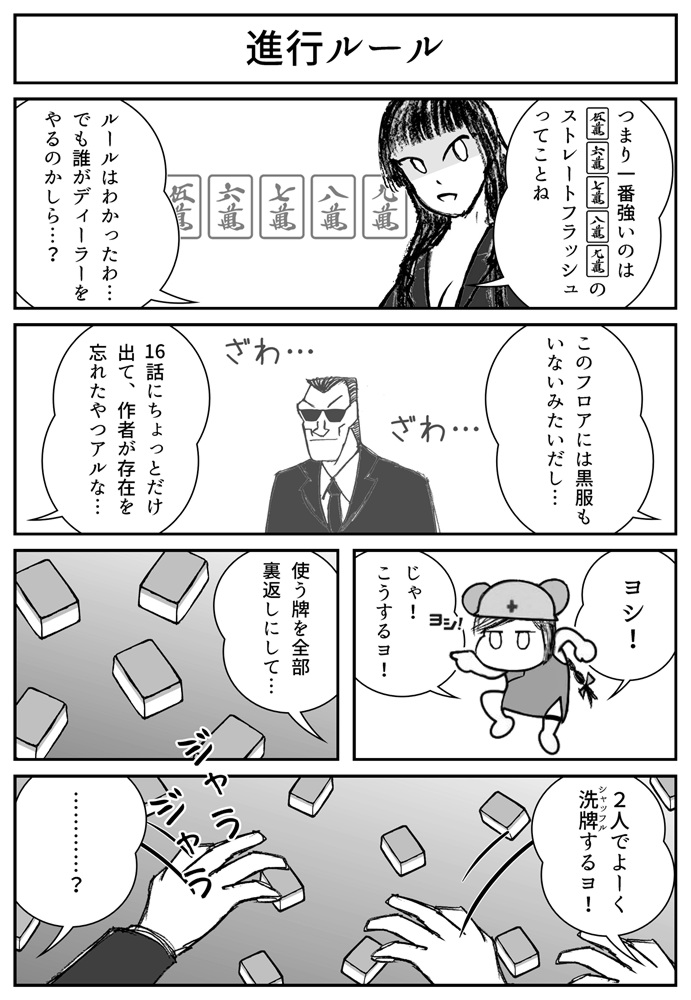 進行ルール
つまり一番強いのは
伍萬六萬七萬八萬九萬の
ストレートフラッシュ
ってことね
伍萬
六萬
七萬
八萬
九萬
ルールはわかったわ…
でも誰がディーラーを
やるのかしら…?
このフロアには黒服も
いないみたいだし…
ざわ…
ざわ…
16話にちょっとだけ
出て、作者が存在を
忘れたやつアルな…
ヨシ!
ヨシ!
じゃ!
こうするョ!
使う牌を全部
裏返しにして…
ジャラ
ジャラ
2人でよーく
洗牌するョ!
シャッフル
…………?